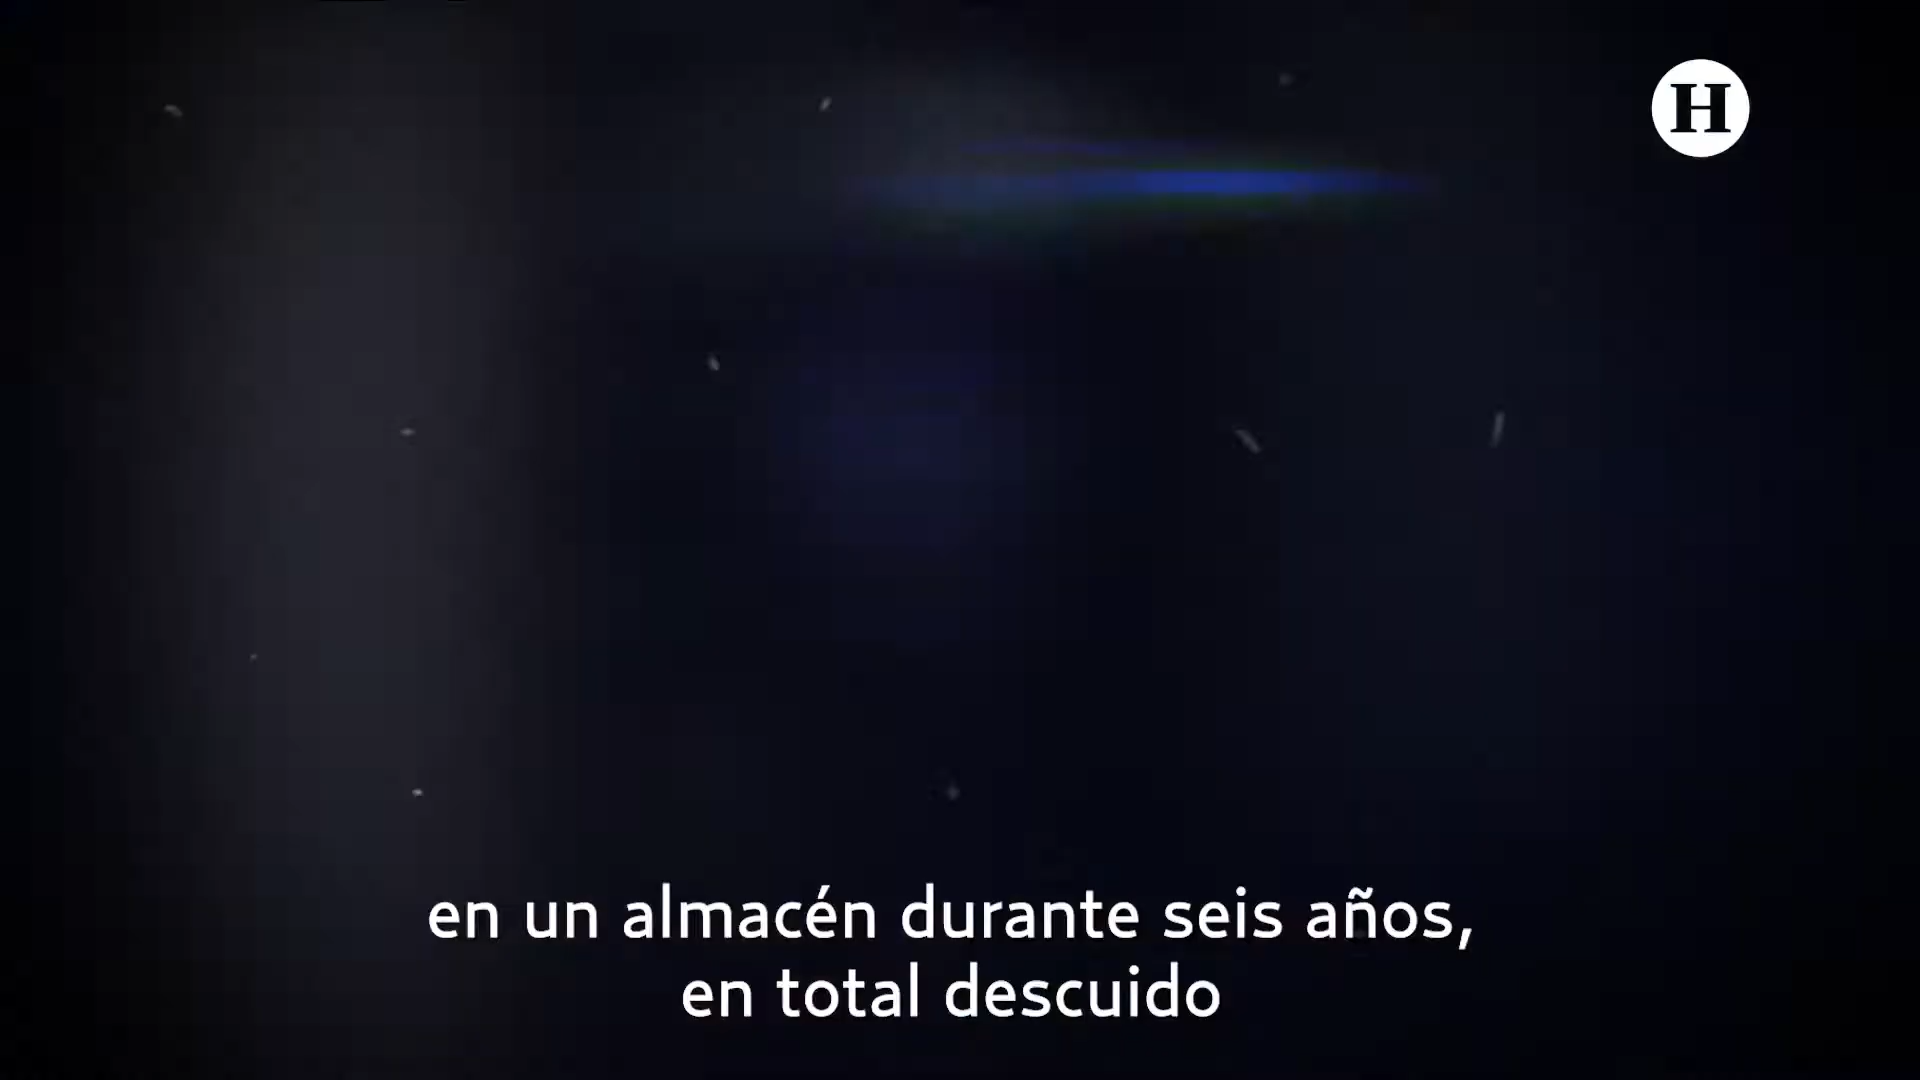 H
en un almacén durante seis años,
en total descuido